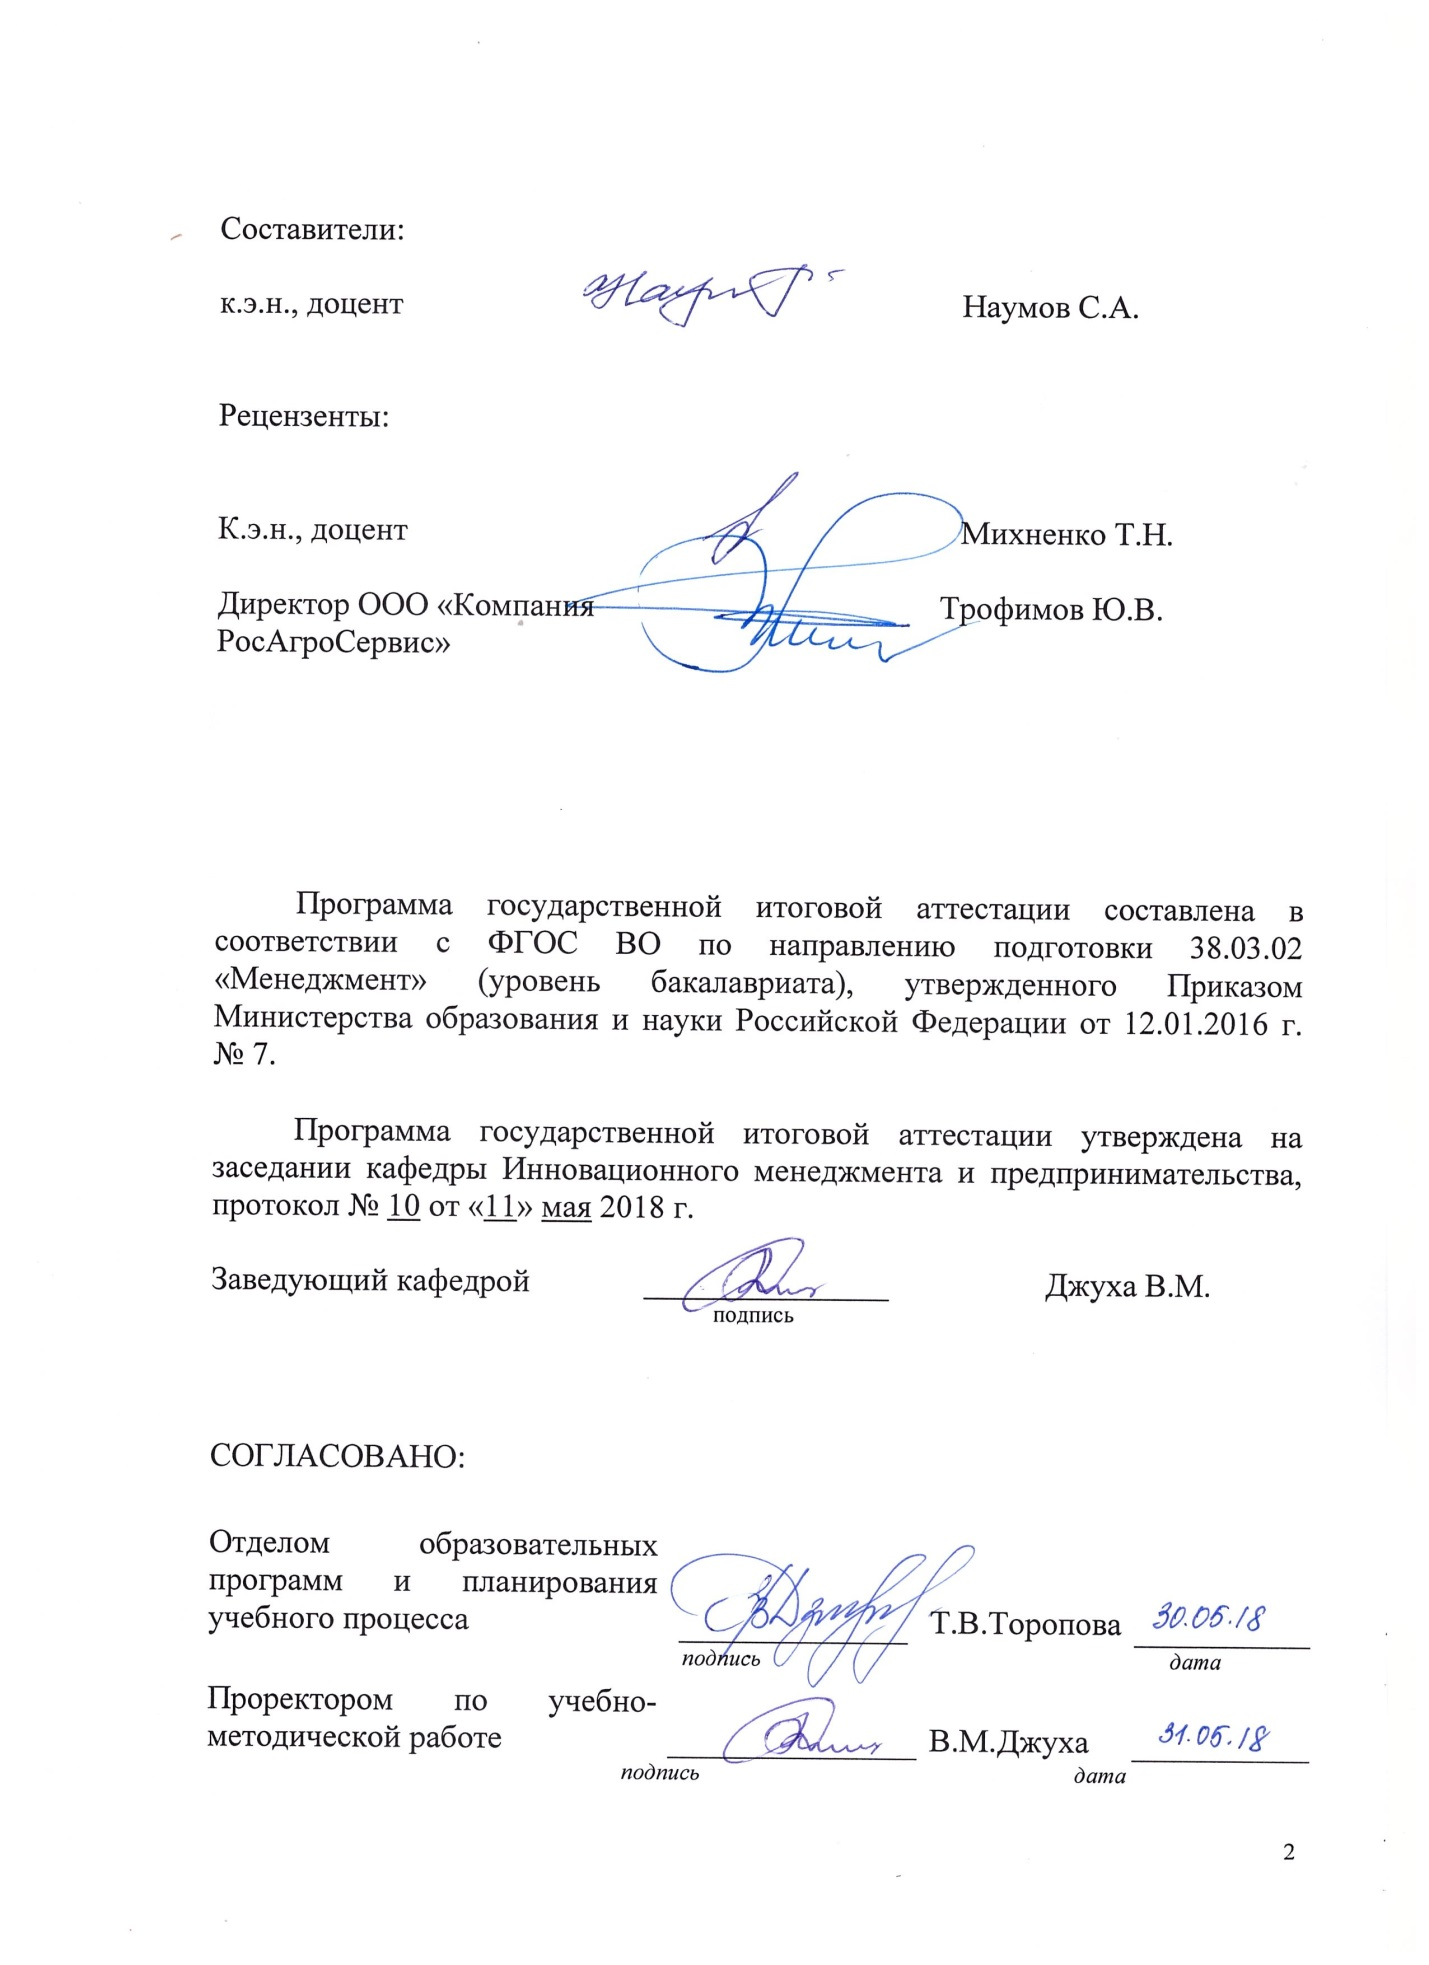 Составители:
к.э.н., доцент Наумов С.А.
Рецензенты:
К.э.н., доцент Михненко Т.Н.
Директор ООО «Компания Трофимов Ю.В.
РосАгроСервис»
Программа государственной итоговой аттестации составлена в
соответствии с ФГОС ВО по направлению подготовки 38.03.02
«Менеджмент» (уровень бакалавриата), утвержденного Приказом
Министерства образования и науки Российской Федерации от 12.01.2016 г.
№ 7.
Программа государственной итоговой аттестации утверждена на
заседании кафедры Инновационного менеджмента и предпринимательства,
протокол № 10 от «11» мая 2018 г.
Заведующий кафедрой Джуха В.М.
подпись
СОГЛАСОВАНО:
Отделом образовательных
программ и планирования
учебного процесса Т.В.Торопова 30.05.18
подпись дата
Проректором по учебно-
методической работе В.М.Джуха 31.05.18
подпись дата
2